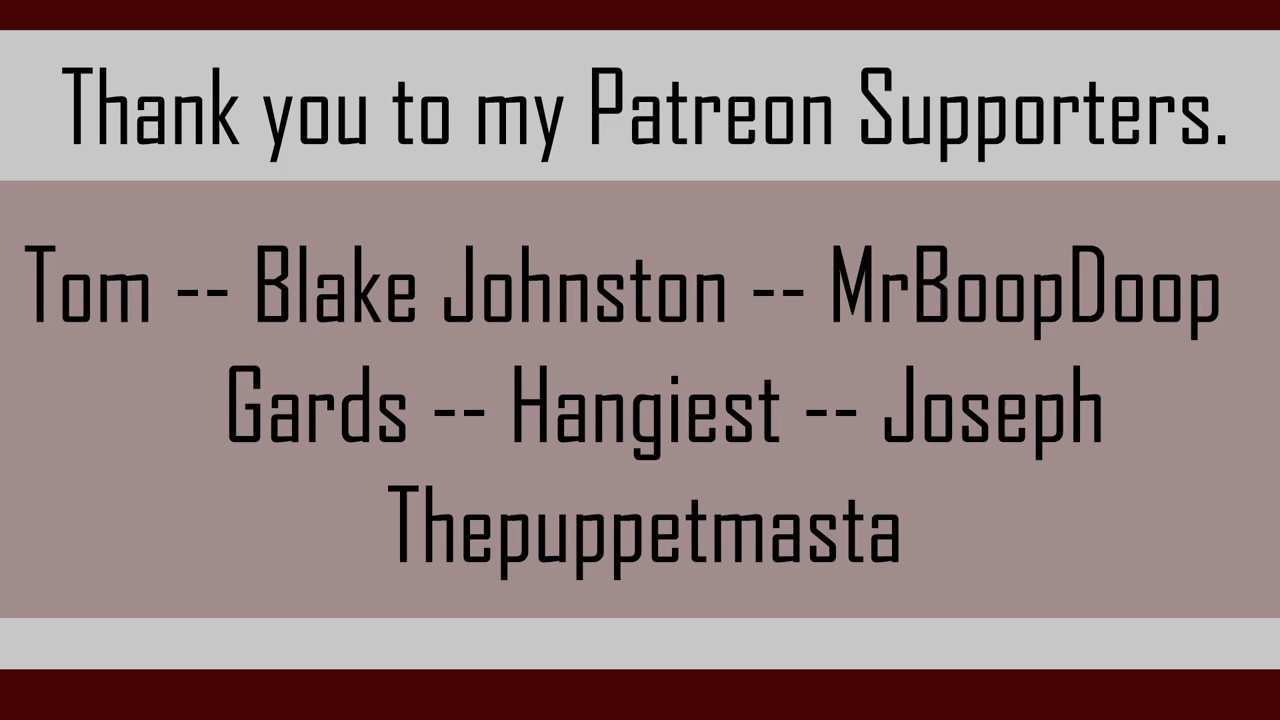 Thank you to my Patreon Supporters.
Tom -- Blake Johnston -- MrBoopDoop
Gards -- Hangiest -- Joseph
Thepuppetmasta